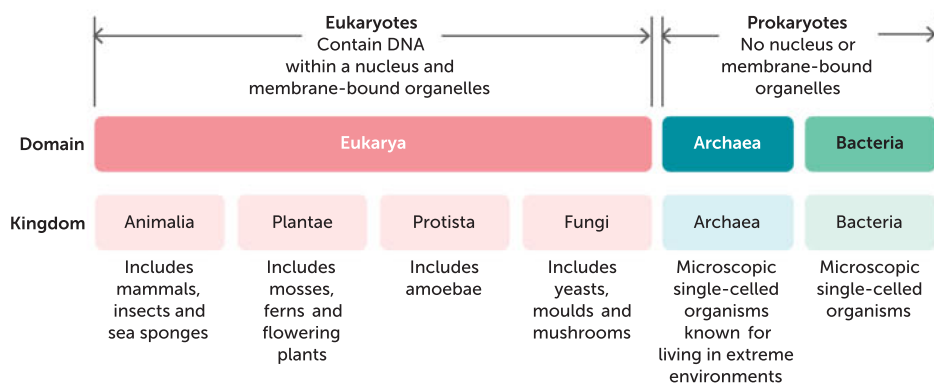 Eukaryotes
Contain DNA
within a nucleus and
membrane-bound organelles
Prokaryotes
No nucleus or
membrane-bound
organelles
Domain
Eukarya
Archaea
Bacteria
Kingdom
Animalia
Plantae
Protista
Fungi
Archaea
Bacteria
Includes
mammals,
insects and
sea sponges
Includes
mosses,
ferns and
flowering
plants
Includes
amoebae
Includes
yeasts,
moulds and
mushrooms
Microscopic
single-celled
organisms
known for
living in extreme
environments
Microscopic
single-celled
organisms